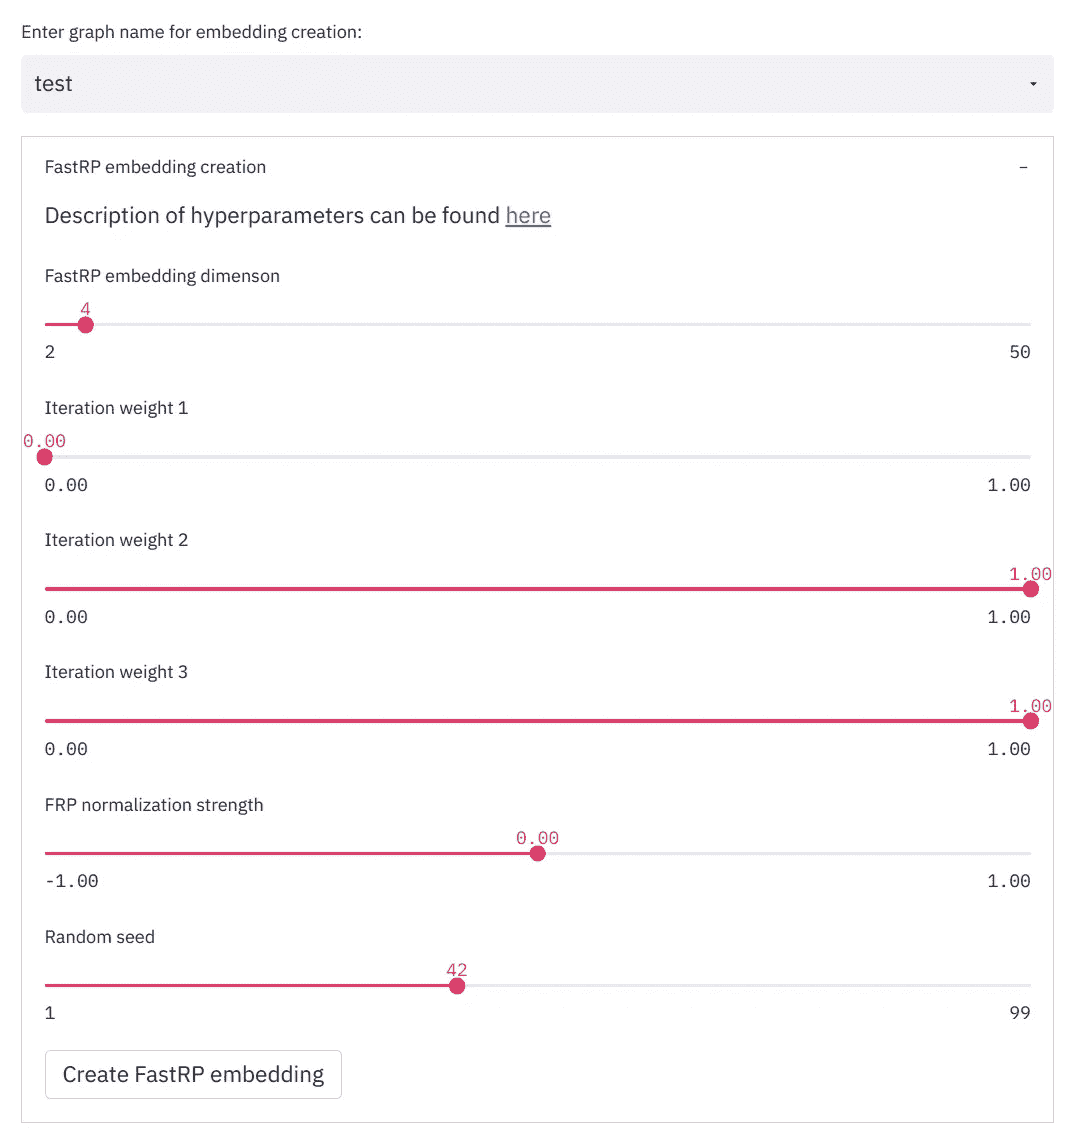 Enter graph name for embedding creation:
test
FastRP embedding creation
Description of hyperparameters can be found here
FastRP embedding dimenson
4
2 50
Iteration weight 1
0.00
0.00 1.00
Iteration weight 2
1.00
0.00 1.00
Iteration weight 3
1.00
0.00 1.00
FRP normalization strength
0.00
-1.00 1.00
Random seed
42
1 99
Create FastRP embedding